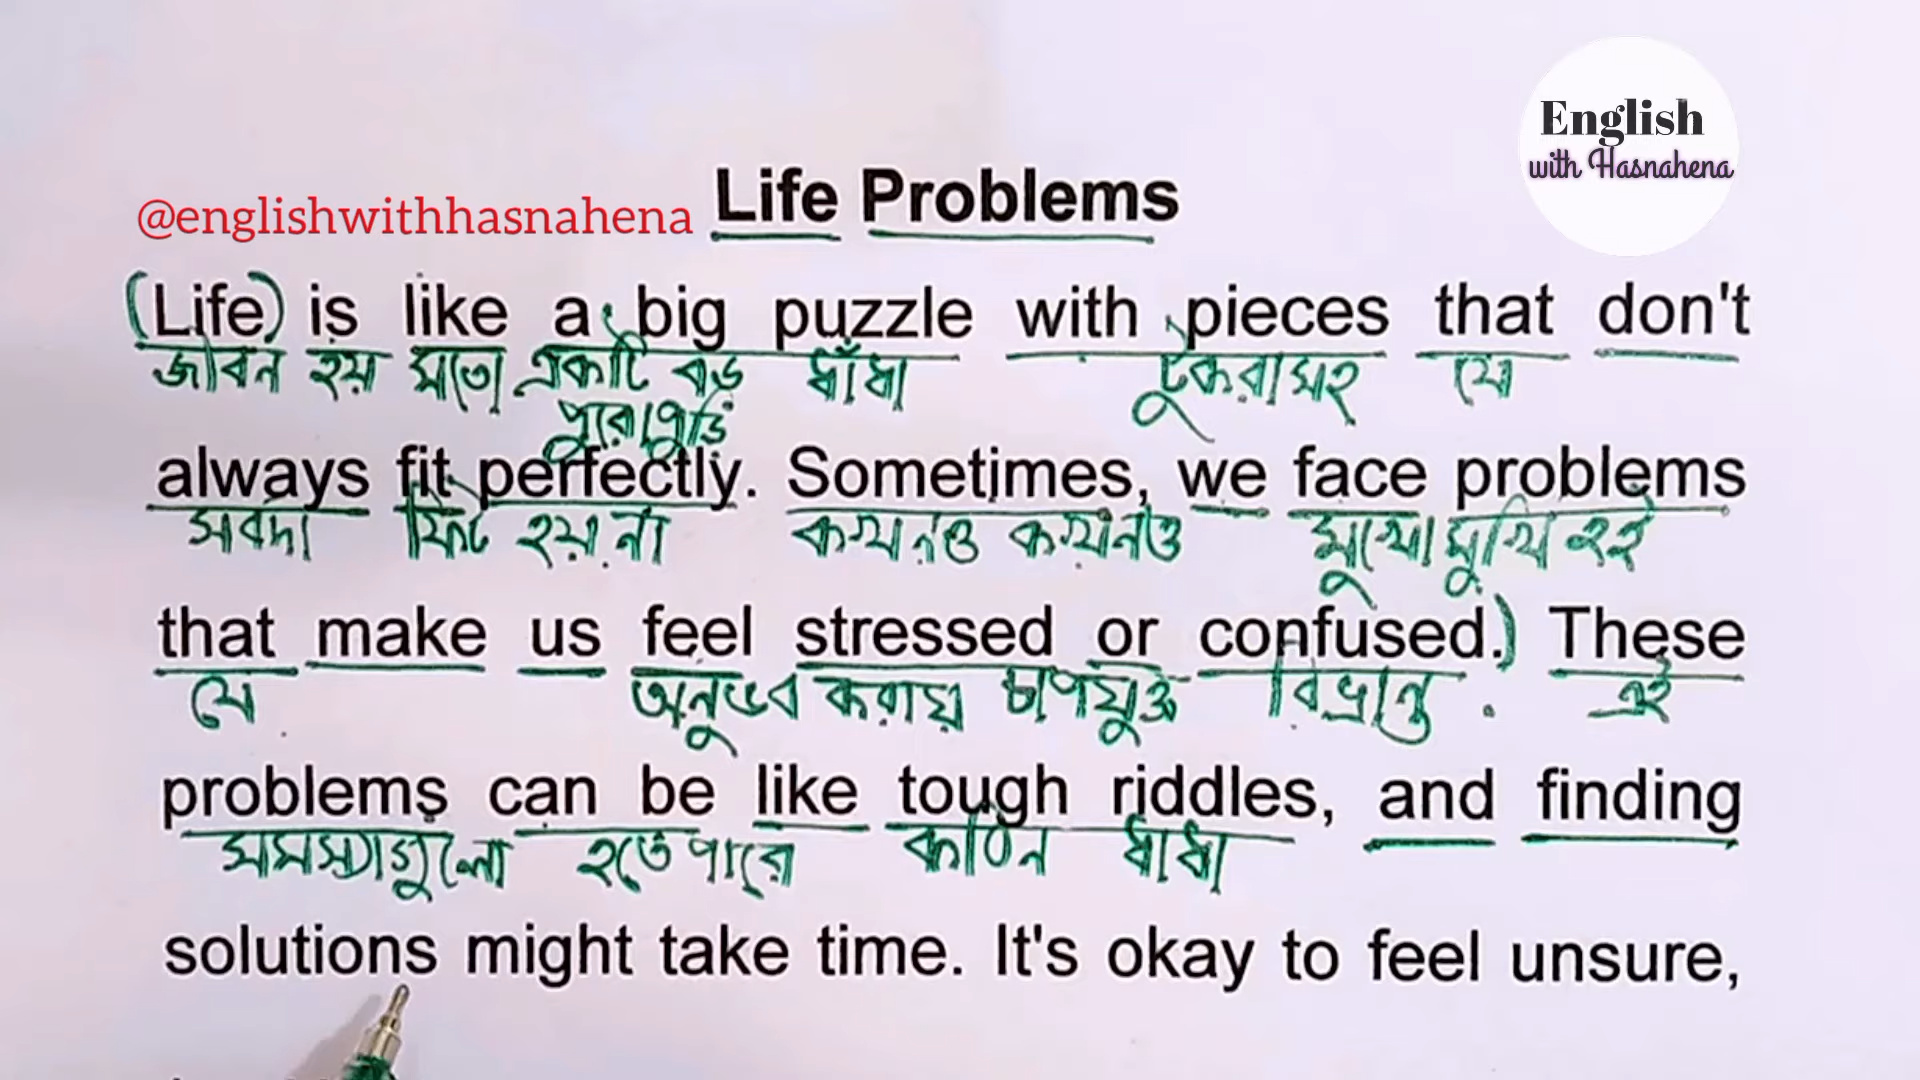 English
with Hasnahena
@englishwithhasnahena Life Problems
(Life) is like a big puzzle with pieces that don't
জীবন হয় মতো একটি বড় ধাঁধা টুকরাসহ যে
পুরোপুরি
always fit perfectly. Sometimes, we face problems
সর্বদা ফিট হয় না কখনও কখনও মুখোমুখি হই
that make us feel stressed or confused.) These
যে অনুভব করায় চাপযুক্ত বিভ্রান্ত . এই
problems can be like tough riddles, and finding
সমস্যাগুলো হতে পারে কঠিন ধাধা
solutions might take time. It's okay to feel unsure,